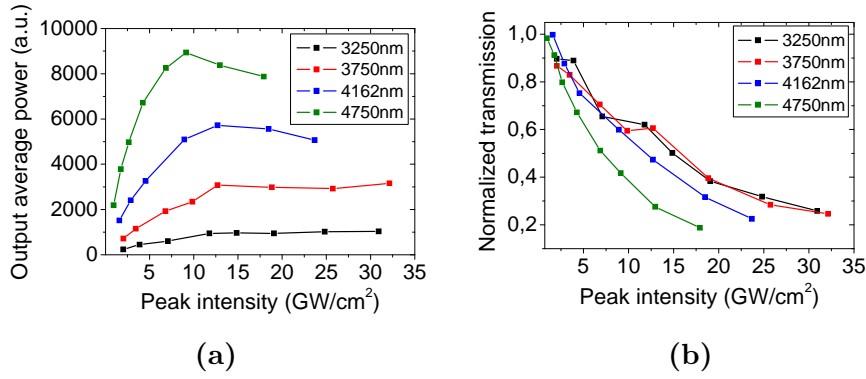 (a)
Output average power (a.u.)
10000
8000
6000
4000
2000
0
5 10 15 20 25 30 35
Peak intensity (GW/cm²)
3250nm
3750nm
4162nm
4750nm
(b)
Normalized transmission
1,0
0,8
0,6
0,4
0,2
5 10 15 20 25 30 35
Peak intensity (GW/cm²)
3250nm
3750nm
4162nm
4750nm
(a) (b)